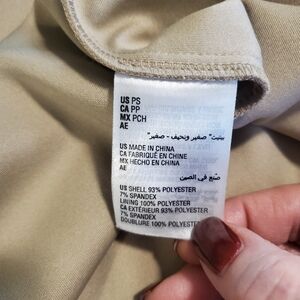 US PS
CA PP
MX PCH
AE
"بيتيت" صغير ونحيف - صغير"
US MADE IN CHINA
CA FABRIQUÉ EN CHINE
MX HECHO EN CHINA
AE
صنع في الصين
US SHELL 93% POLYESTER
7% SPANDEX
LINING 100% POLYESTER
CA EXTÉRIEUR 93% POLYESTER
7% SPANDEX
DOUBLURE 100% POLYESTER